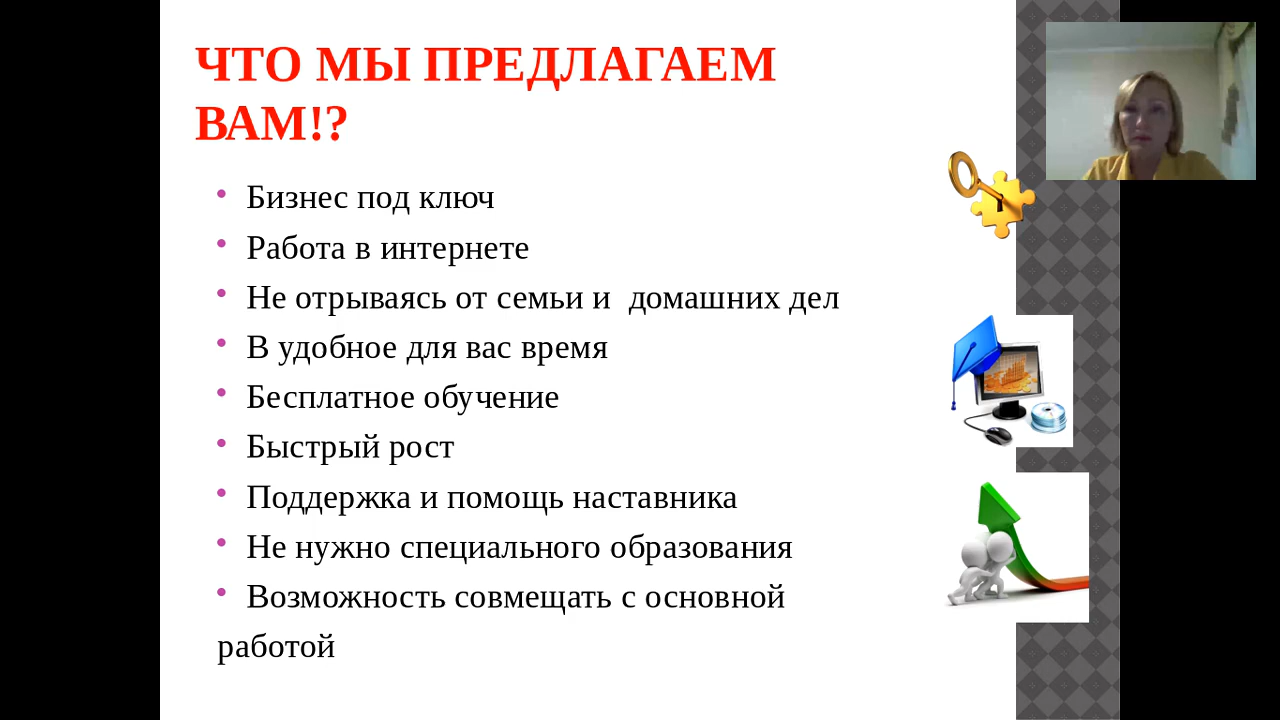 ЧТО МЫ ПРЕДЛАГАЕМ
ВАМ!?
• Бизнес под ключ
• Работа в интернете
• Не отрываясь от семьи и  домашних дел
• В удобное для вас время
• Бесплатное обучение
• Быстрый рост
• Поддержка и помощь наставника
• Не нужно специального образования
• Возможность совмещать с основной
работой